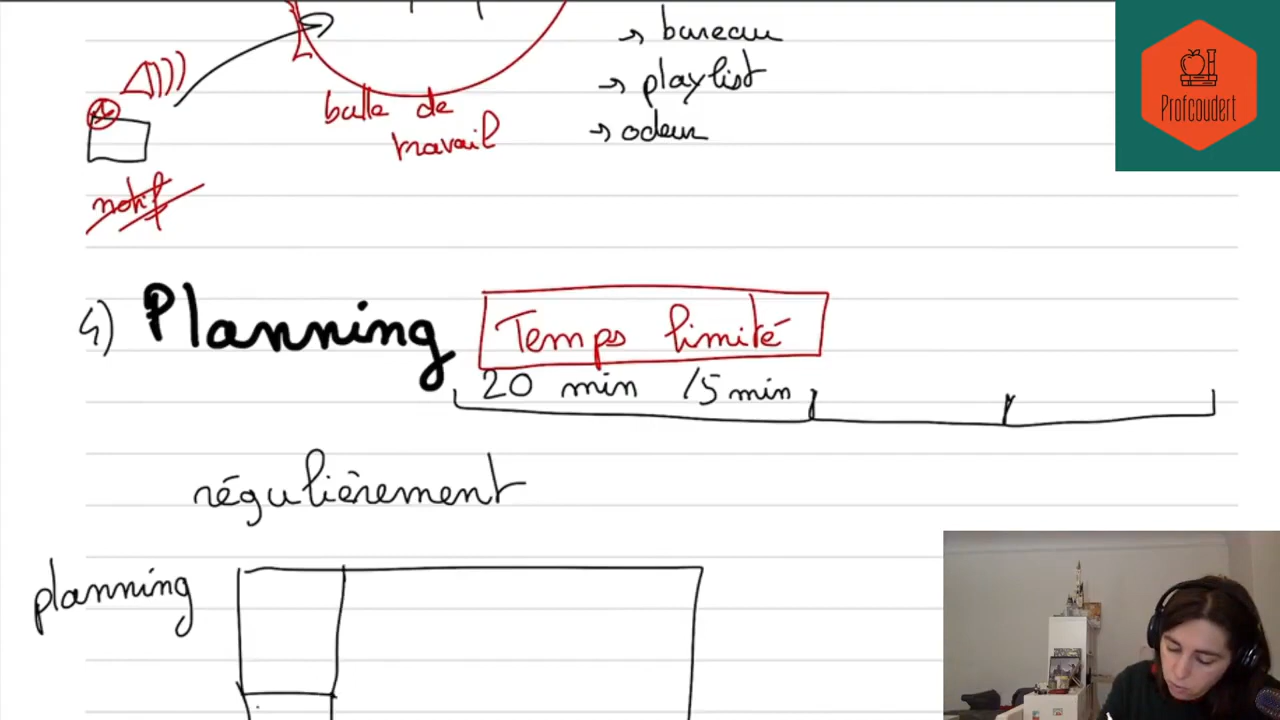 → bureau
→ playlist
→ odeur
Profcoudert
bulle de
travail
notif
4) Planning
Temps limité
20 min /5 min
régulièrement
planning